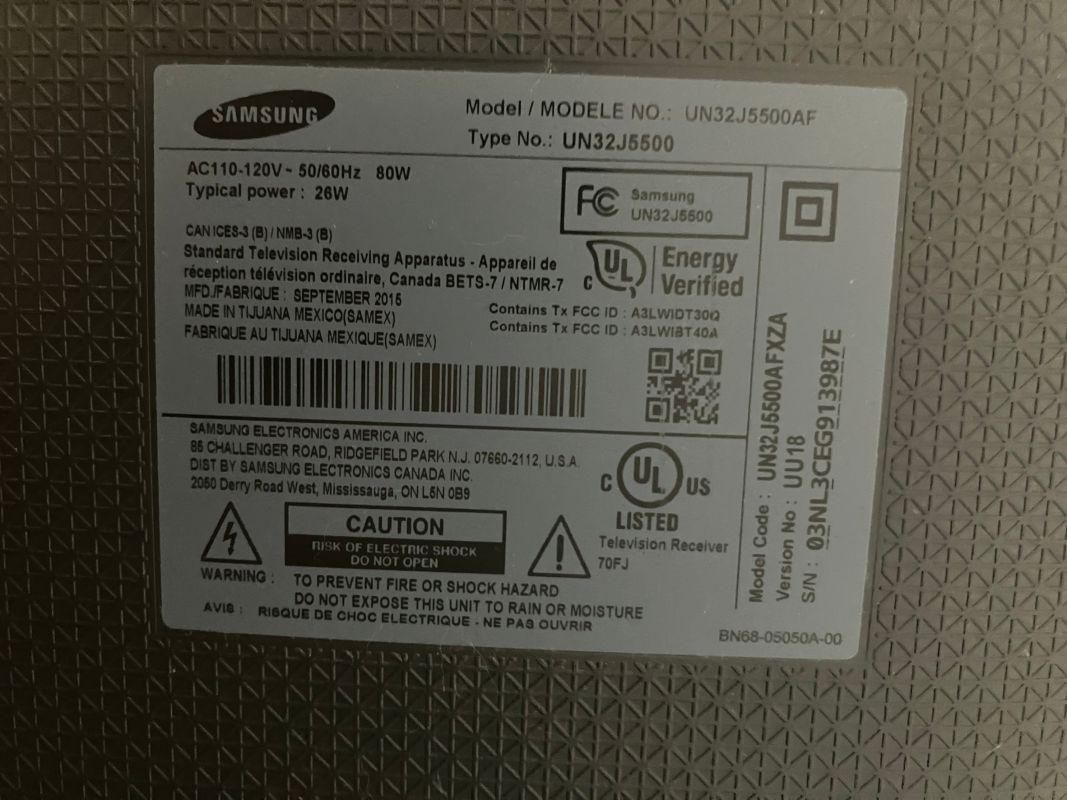 SAMSUNG
Model / MODELE NO.: UN32J5500AF
Type No.: UN32J5500
AC110-120V~ 50/60Hz 80W
Typical power : 26W
FC Samsung
UN32J5500
CAN ICES-3 (B) / NMB-3 (B)
Standard Television Receiving Apparatus - Appareil de
réception télévision ordinaire, Canada BETS-7 / NTMR-7
MFD./FABRIQUE : SEPTEMBER 2015
MADE IN TIJUANA MEXICO(SAMEX)
FABRIQUE AU TIJUANA MEXIQUE(SAMEX)
C UL Energy
Verified
Contains Tx FCC ID : A3LWIDT30Q
Contains Tx FCC ID : A3LWIBT40A
SAMSUNG ELECTRONICS AMERICA INC.
85 CHALLENGER ROAD, RIDGEFIELD PARK N.J. 07660-2112, U.S.A.
DIST BY SAMSUNG ELECTRONICS CANADA INC.
2050 Derry Road West, Mississauga, ON L5N 0B9
CAUTION
RISK OF ELECTRIC SHOCK
DO NOT OPEN
C UL US
LISTED
Television Receiver
70FJ
WARNING : TO PREVENT FIRE OR SHOCK HAZARD
DO NOT EXPOSE THIS UNIT TO RAIN OR MOISTURE
AVIS : RISQUE DE CHOC ELECTRIQUE - NE PAS OUVRIR
Model Code : UN32J5500AFXZA
Version No : UU18
S/N : 03NL3CEG913987E
BN68-05050A-00